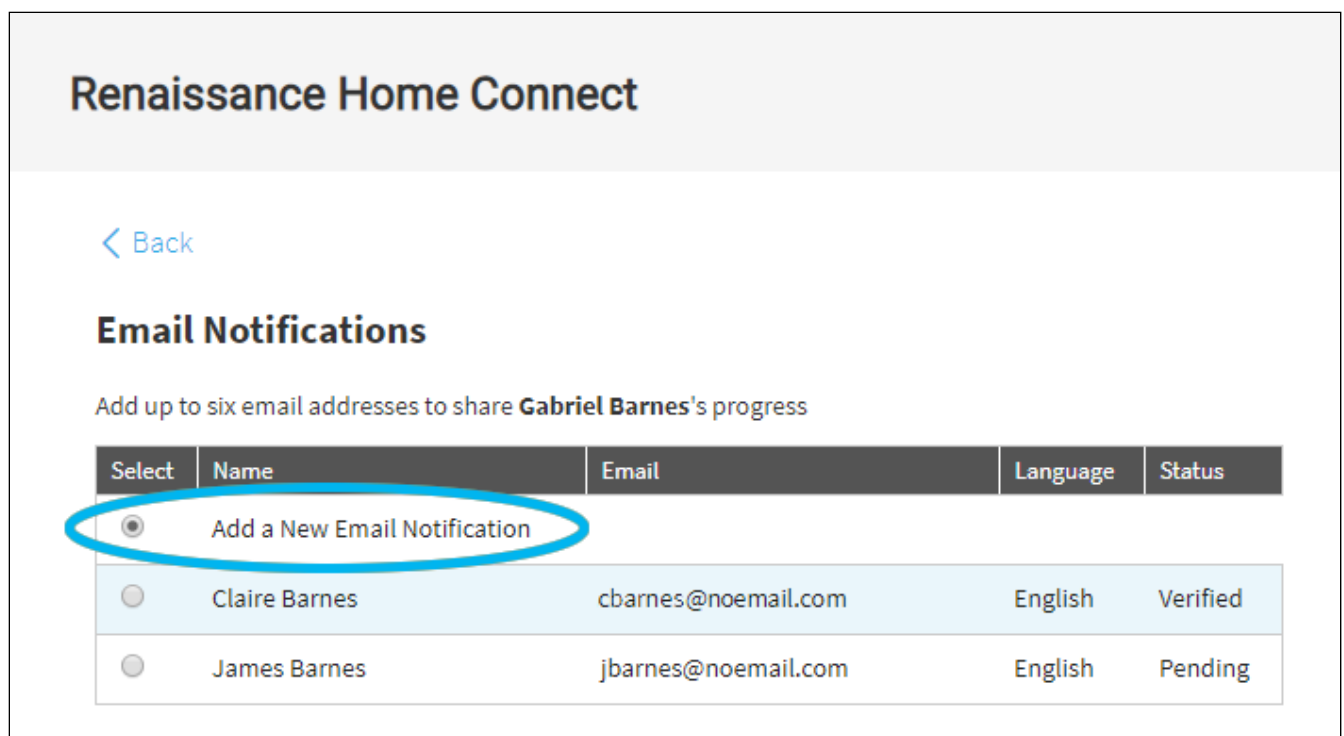 Renaissance Home Connect
Back
Email Notifications
Add up to six email addresses to share Gabriel Barnes's progress
Select Name Email Language Status
Add a New Email Notification
Claire Barnes cbarnes@noemail.com English Verified
James Barnes jbarnes@noemail.com English Pending